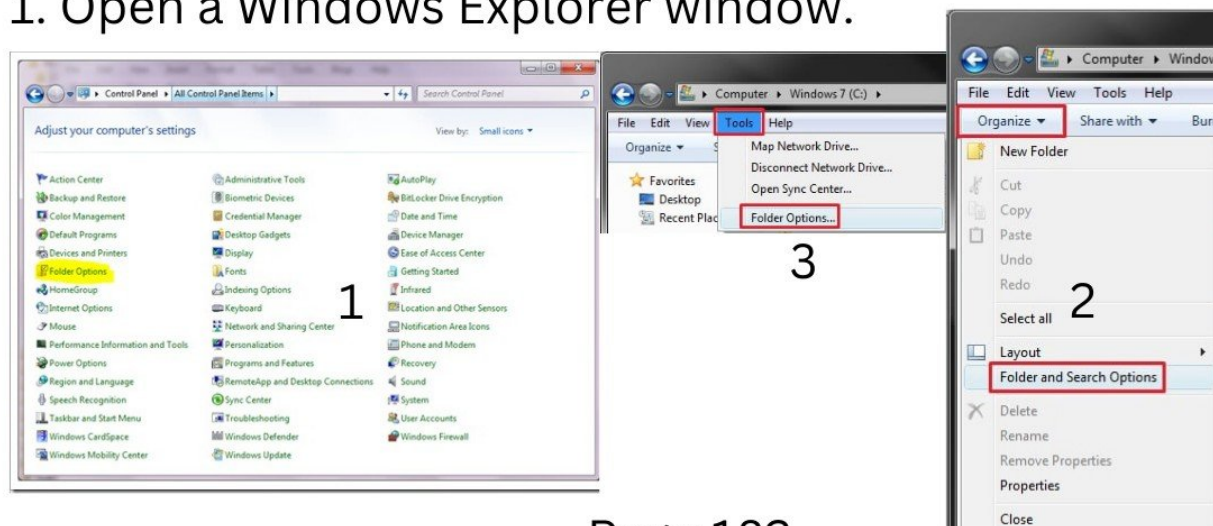 1. Open a Windows Explorer window.
Control Panel
All Control Panel Items
Search Control Panel
Adjust your computer's settings
View by: Small icons
Action Center
Administrative Tools
AutoPlay
Backup and Restore
Biometric Devices
BitLocker Drive Encryption
Color Management
Credential Manager
Date and Time
Default Programs
Desktop Gadgets
Device Manager
Devices and Printers
Display
Ease of Access Center
Folder Options
Fonts
Getting Started
HomeGroup
Indexing Options
Infrared
Internet Options
Keyboard
Location and Other Sensors
Mouse
Network and Sharing Center
Notification Area Icons
Performance Information and Tools
Personalization
Phone and Modem
Power Options
Programs and Features
Recovery
Region and Language
RemoteApp and Desktop Connections
Sound
Speech Recognition
Sync Center
System
Taskbar and Start Menu
Troubleshooting
User Accounts
Windows CardSpace
Windows Defender
Windows Firewall
Windows Mobility Center
Windows Update
1
Computer
Windows 7 (C:)
File Edit View Tools Help
Organize
S
Map Network Drive...
Disconnect Network Drive...
Open Sync Center...
Folder Options...
Favorites
Desktop
Recent Plac
3
Computer
Window
File Edit View Tools Help
Organize
Share with
Bur
New Folder
Cut
Copy
Paste
Undo
Redo
Select all
2
Layout
Folder and Search Options
Delete
Rename
Remove Properties
Properties
Close